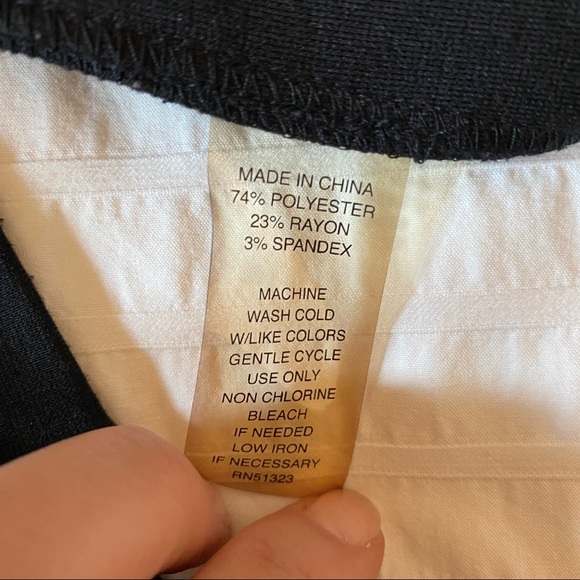 MADE IN CHINA
74% POLYESTER
23% RAYON
3% SPANDEX
MACHINE
WASH COLD
W/LIKE COLORS
GENTLE CYCLE
USE ONLY
NON CHLORINE
BLEACH
IF NEEDED
LOW IRON
IF NECESSARY
RN51323